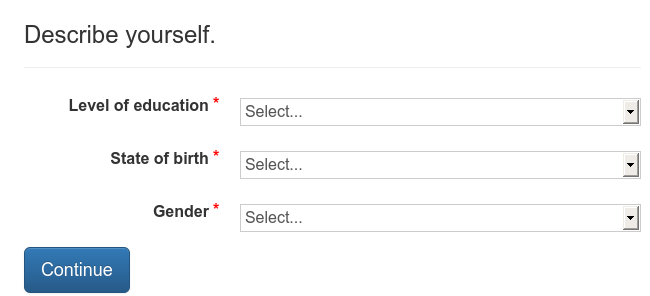 Describe yourself.
Level of education * Select...
State of birth * Select...
Gender * Select...
Continue